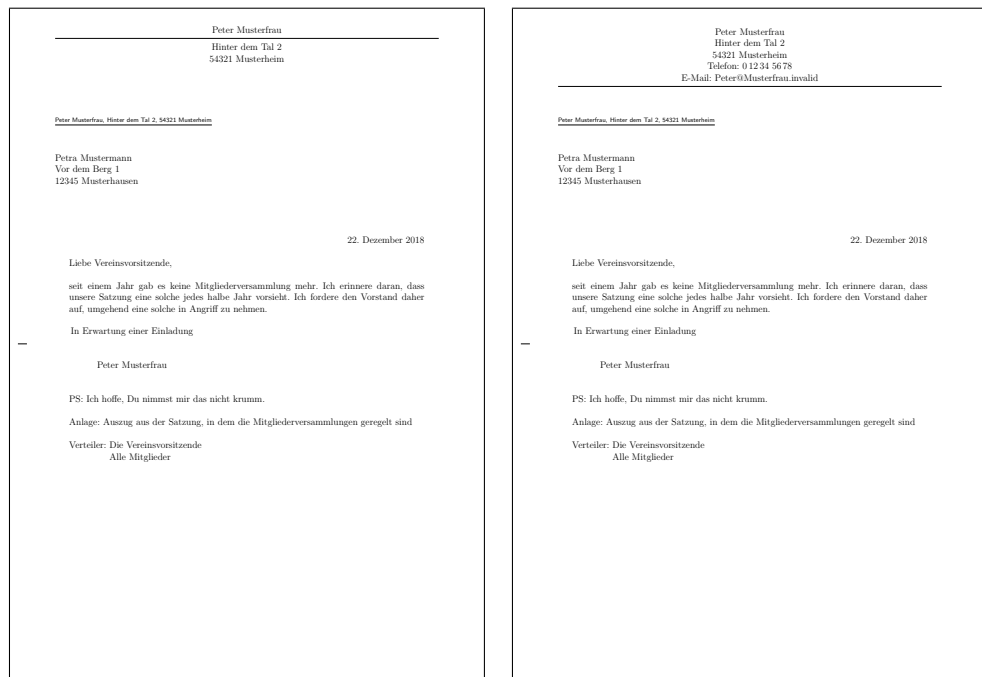 Peter Musterfrau
Hinter dem Tal 2
54321 Musterheim
Peter Musterfrau, Hinter dem Tal 2, 54321 Musterheim
Petra Mustermann
Vor dem Berg 1
12345 Musterhausen
22. Dezember 2018
Liebe Vereinsvorsitzende,
seit einem Jahr gab es keine Mitgliederversammlung mehr. Ich erinnere daran, dass
unsere Satzung eine solche jedes halbe Jahr vorsieht. Ich fordere den Vorstand daher
auf, umgehend eine solche in Angriff zu nehmen.
In Erwartung einer Einladung
Peter Musterfrau
PS: Ich hoffe, Du nimmst mir das nicht krumm.
Anlage: Auszug aus der Satzung, in dem die Mitgliederversammlungen geregelt sind
Verteiler: Die Vereinsvorsitzende
Alle Mitglieder
Peter Musterfrau
Hinter dem Tal 2
54321 Musterheim
Telefon: 0 12 34 56 78
E-Mail: Peter@Musterfrau.invalid
Peter Musterfrau, Hinter dem Tal 2, 54321 Musterheim
Petra Mustermann
Vor dem Berg 1
12345 Musterhausen
22. Dezember 2018
Liebe Vereinsvorsitzende,
seit einem Jahr gab es keine Mitgliederversammlung mehr. Ich erinnere daran, dass
unsere Satzung eine solche jedes halbe Jahr vorsieht. Ich fordere den Vorstand daher
auf, umgehend eine solche in Angriff zu nehmen.
In Erwartung einer Einladung
Peter Musterfrau
PS: Ich hoffe, Du nimmst mir das nicht krumm.
Anlage: Auszug aus der Satzung, in dem die Mitgliederversammlungen geregelt sind
Verteiler: Die Vereinsvorsitzende
Alle Mitglieder